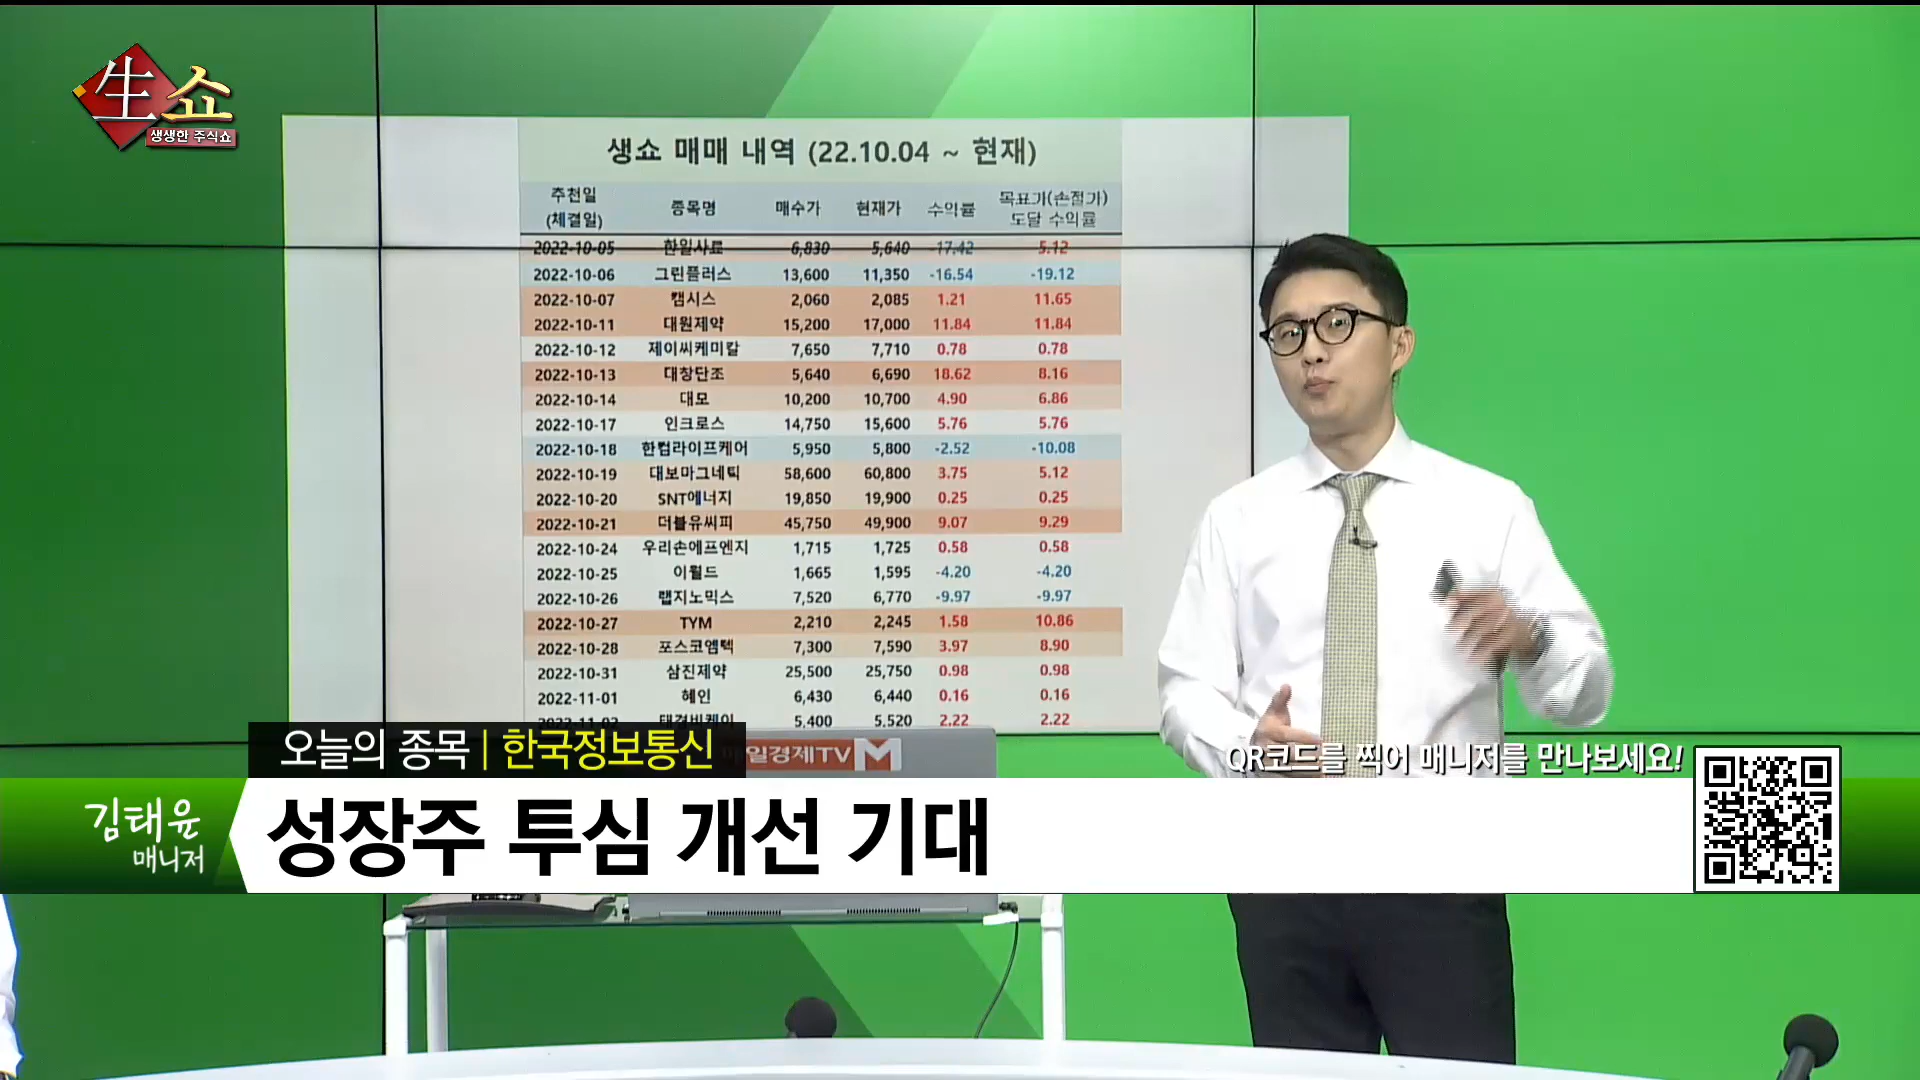 生쇼
생생한 주식쇼
생쇼 매매 내역 (22.10.04 ~ 현재)
추천일 (체결일) 종목명 매수가 현재가 수익률 목표가(손절가) 도달 수익률
2022-10-05 한일사료 6,830 5,640 -17.42 5.12
2022-10-06 그린플러스 13,600 11,350 -16.54 -19.12
2022-10-07 캠시스 2,060 2,085 1.21 11.65
2022-10-11 대원제약 15,200 17,000 11.84 11.84
2022-10-12 제이씨케미칼 7,650 7,710 0.78 0.78
2022-10-13 대창단조 5,640 6,690 18.62 8.16
2022-10-14 대모 10,200 10,700 4.90 6.86
2022-10-17 인크로스 14,750 15,600 5.76 5.76
2022-10-18 한컴라이프케어 5,950 5,800 -2.52 -10.08
2022-10-19 대보마그네틱 58,600 60,800 3.75 5.12
2022-10-20 SNT에너지 19,850 19,900 0.25 0.25
2022-10-21 더블유씨피 45,750 49,900 9.07 9.29
2022-10-24 우리손에프엔지 1,715 1,725 0.58 0.58
2022-10-25 이월드 1,665 1,595 -4.20 -4.20
2022-10-26 랩지노믹스 7,520 6,770 -9.97 -9.97
2022-10-27 TYM 2,210 2,245 1.58 10.86
2022-10-28 포스코엠텍 7,300 7,590 3.97 8.90
2022-10-31 삼진제약 25,500 25,750 0.98 0.98
2022-11-01 혜인 6,430 6,440 0.16 0.16
2022-11-02 태경비케이 5,400 5,520 2.22 2.22
오늘의 종목 | 한국정보통신
매일경제TV M
QR코드를 찍어 매니저를 만나보세요!
김태윤
매니저
성장주 투심 개선 기대